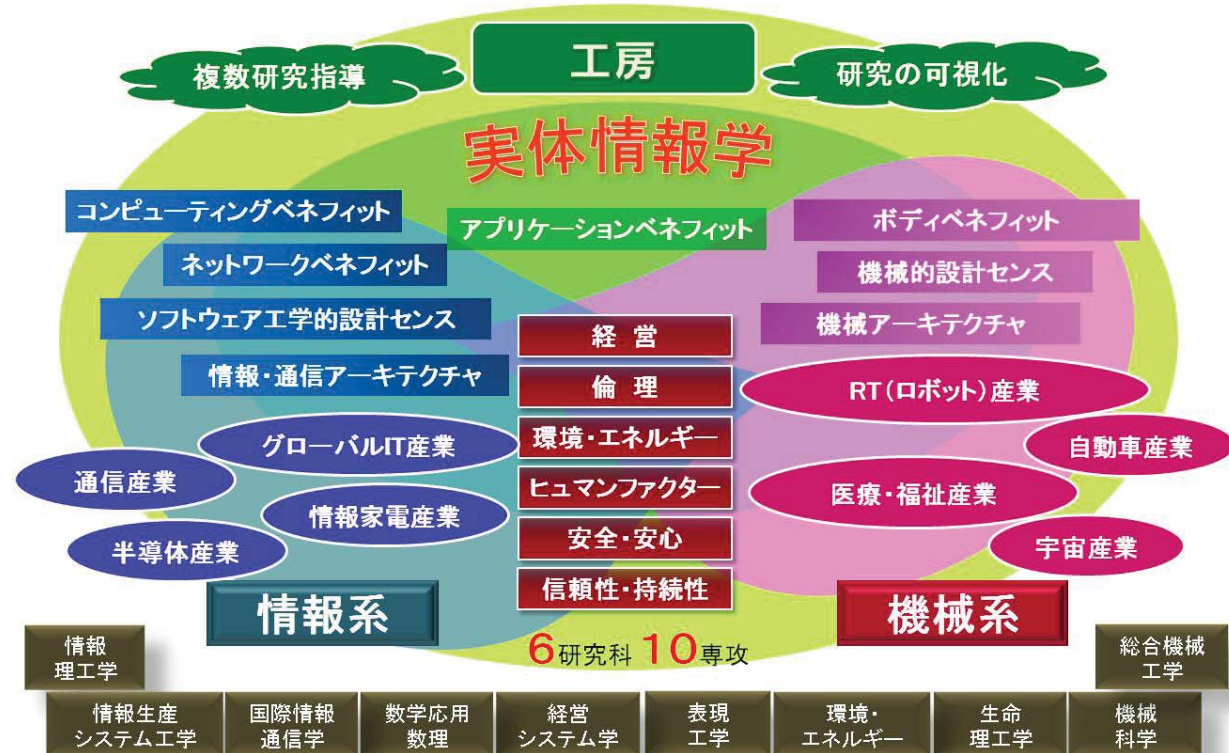 工房
複数研究指導
研究の可視化
実体情報学
コンピューティングベネフィット
ネットワークベネフィット
ソフトウェア工学的設計センス
情報・通信アーキテクチャ
アプリケーションベネフィット
ボディベネフィット
機械的設計センス
機械アーキテクチャ
経営
倫理
環境・エネルギー
ヒュマンファクター
安全・安心
信頼性・持続性
グローバルIT産業
通信産業
情報家電産業
半導体産業
RT(ロボット)産業
自動車産業
医療・福祉産業
宇宙産業
情報系
機械系
6研究科 10専攻
情報
理工学
情報生産
システム工学
国際情報
通信学
数学応用
数理
経営
システム学
表現
工学
環境・
エネルギー
生命
理工学
機械
科学
総合機械
工学